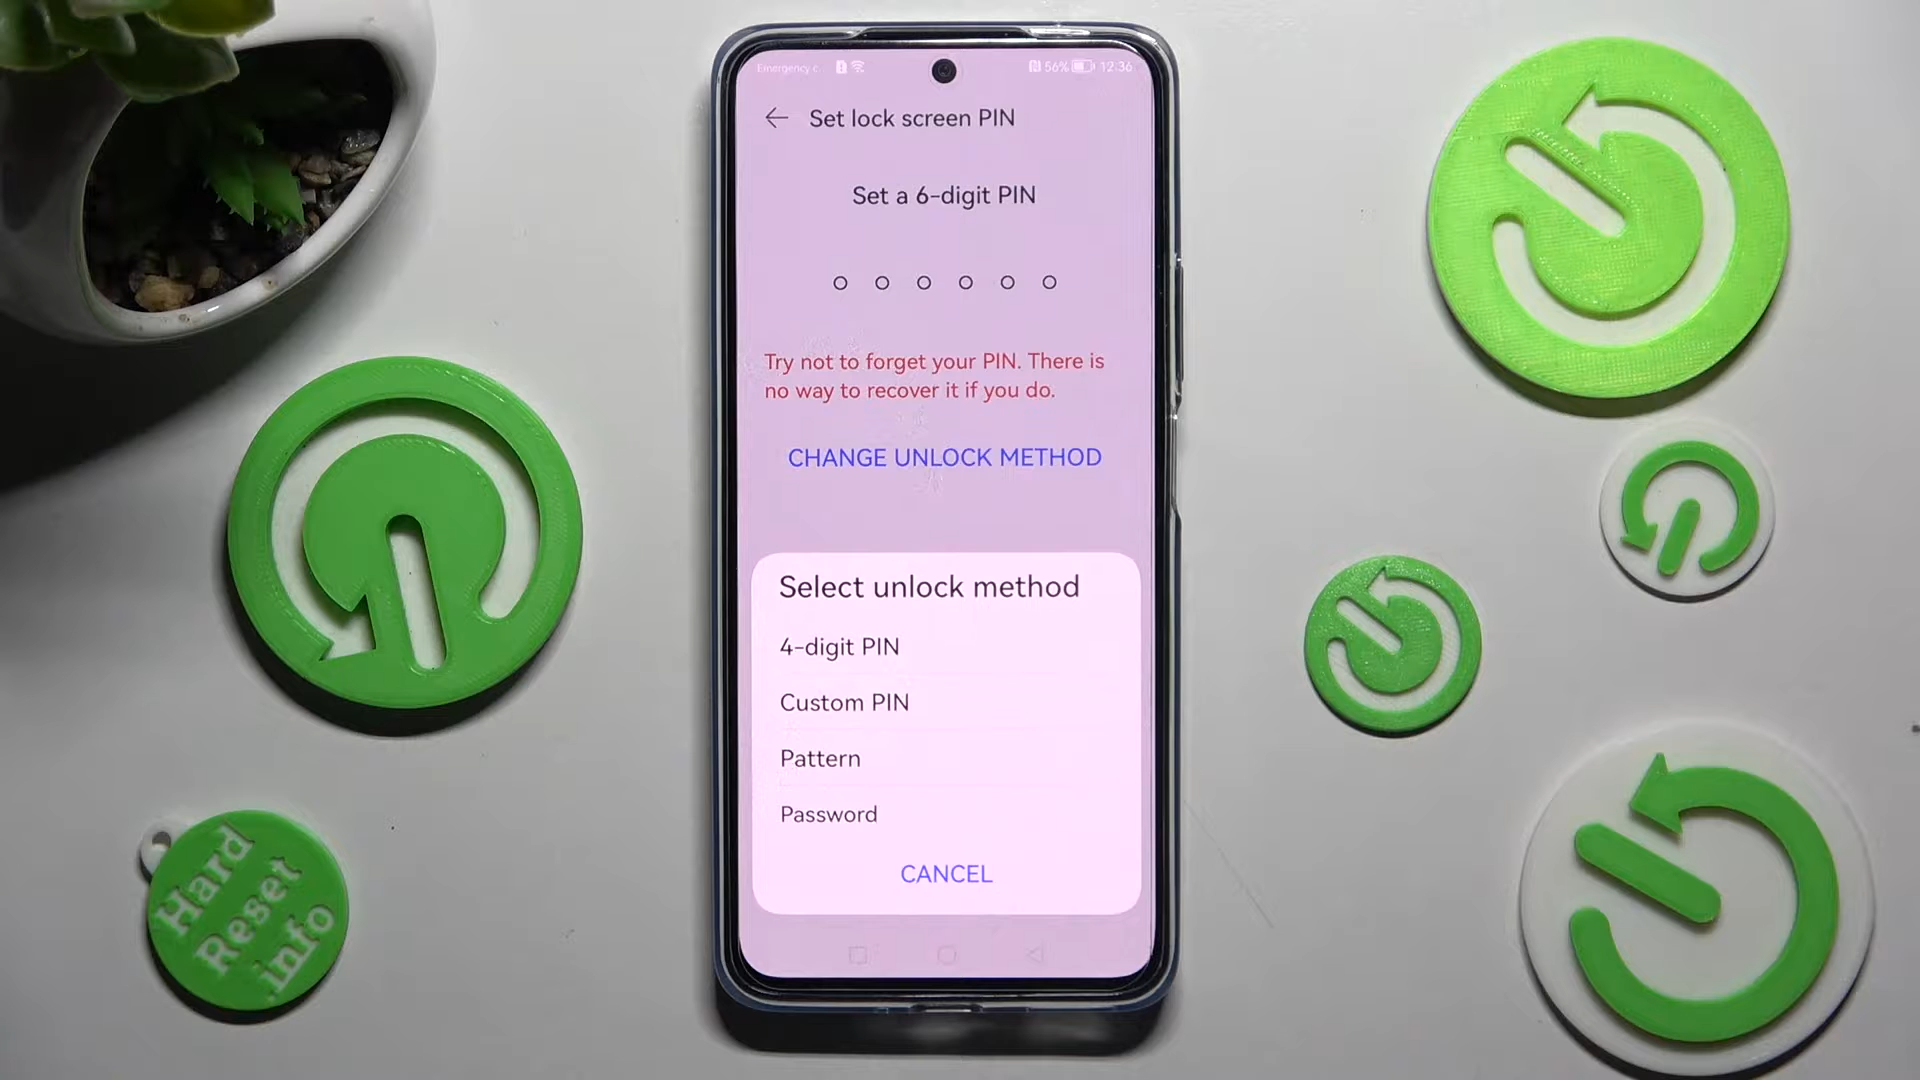 Emergency c
56% 12:36
Set lock screen PIN
Set a 6-digit PIN
Try not to forget your PIN. There is
no way to recover it if you do.
CHANGE UNLOCK METHOD
Select unlock method
4-digit PIN
Custom PIN
Pattern
Password
CANCEL
Hard
Reset
.info